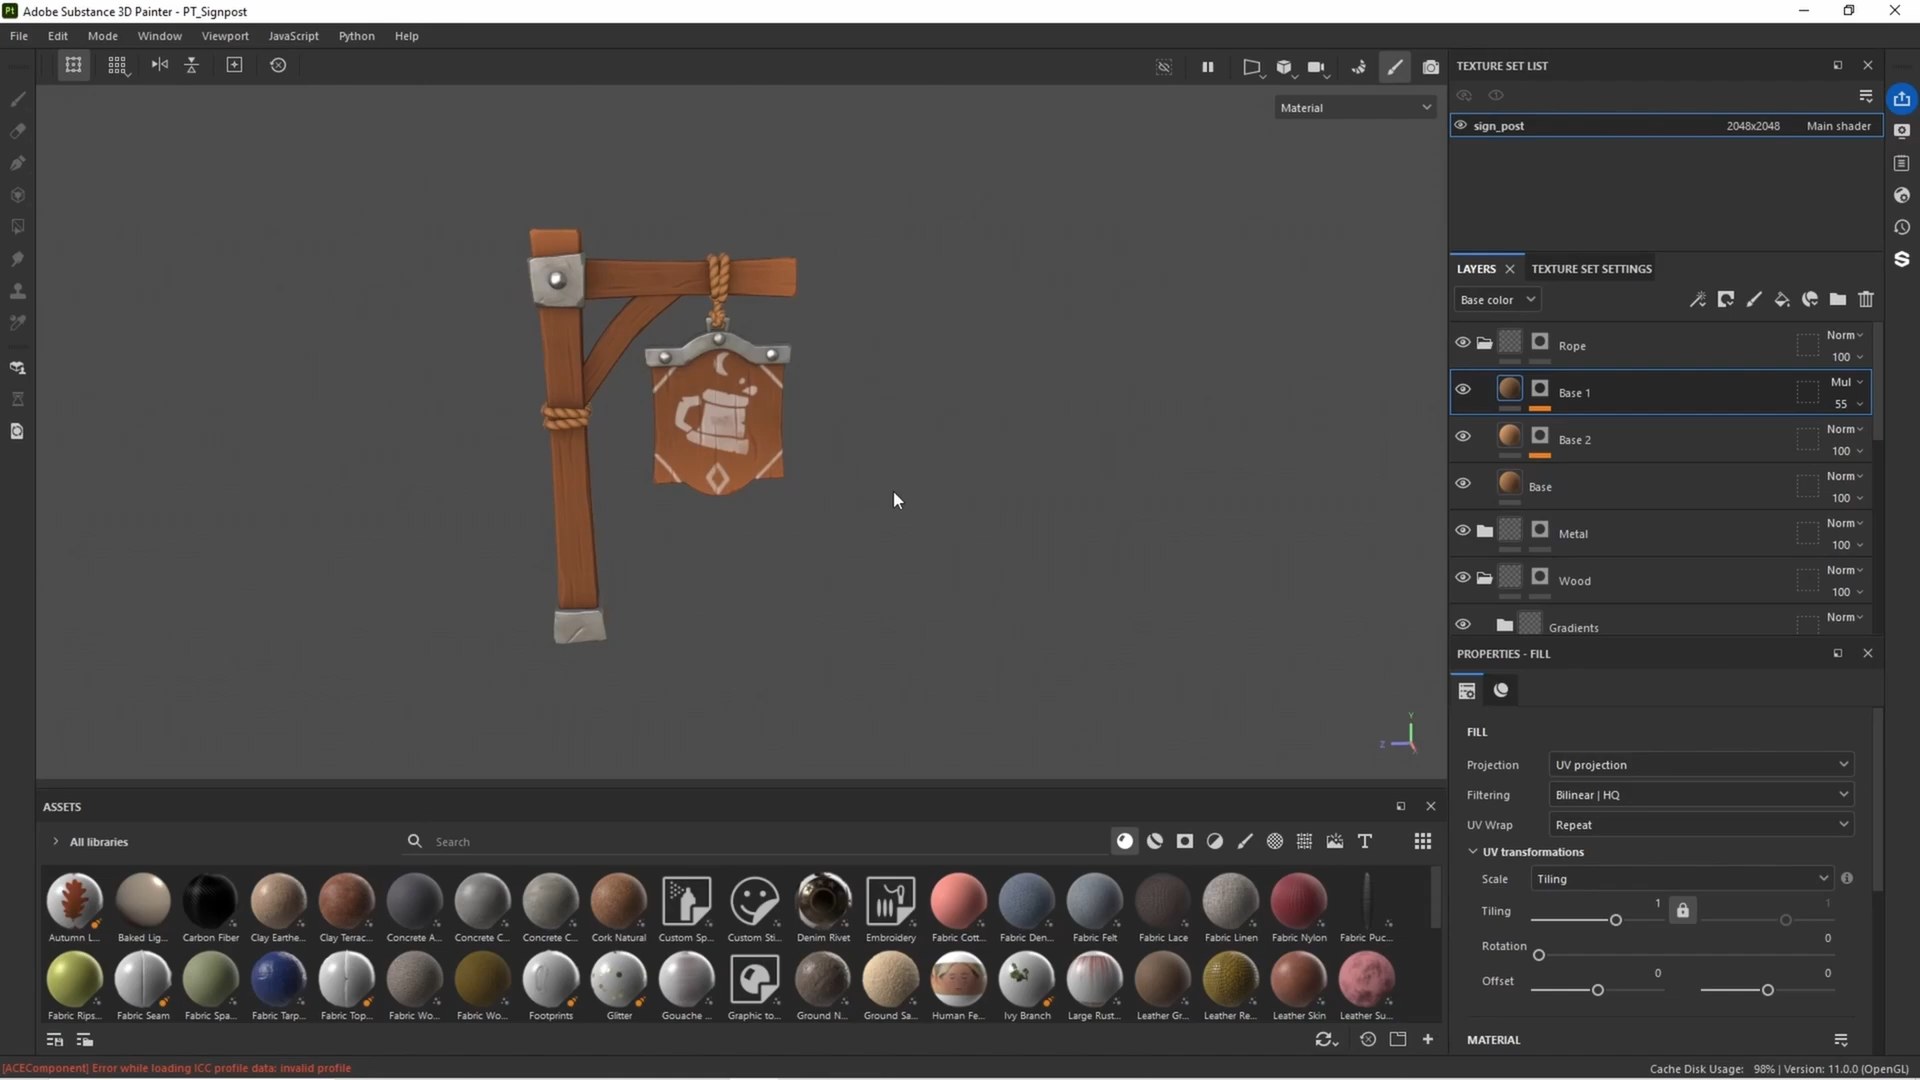 Pt Adobe Substance 3D Painter - PT_Signpost
File Edit Mode Window Viewport JavaScript Python Help
Material
TEXTURE SET LIST
sign_post 2048x2048 Main shader
LAYERS TEXTURE SET SETTINGS
Base color
Rope Norm 100
Base 1 Mul 55
Base 2 Norm 100
Base Norm 100
Metal Norm 100
Wood Norm 100
Gradients Norm
PROPERTIES - FILL
FILL
Projection UV projection
Filtering Bilinear | HQ
UV Wrap Repeat
UV transformations
Scale Tiling
Tiling 1 1
Rotation 0
Offset 0 0
MATERIAL
Y
Z
ASSETS
All libraries Search
Autumn L... Baked Lig... Carbon Fiber Clay Earthe... Clay Terrac... Concrete A... Concrete C... Concrete C... Cork Natural Custom Sp... Custom Sti... Denim Rivet Embroidery Fabric Cott... Fabric Den... Fabric Felt Fabric Lace Fabric Linen Fabric Nylon Fabric Puc...
Fabric Rips... Fabric Seam Fabric Spa... Fabric Tarp... Fabric Top... Fabric Wo... Fabric Wo... Footprints Glitter Gouache ... Graphic to... Ground N... Ground Sa... Human Fe... Ivy Branch Large Rust... Leather Gr... Leather Re... Leather Skin Leather Su...
[ACEComponent] Error while loading ICC profile data: invalid profile
Cache Disk Usage: 98% | Version: 11.0.0 (OpenGL)